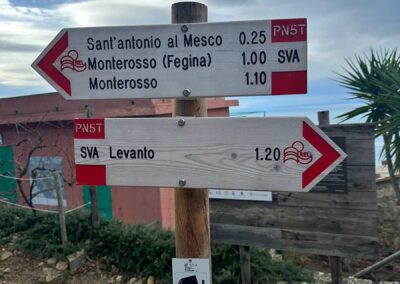 PN5T
Sant'antonio al Mesco 0.25
Monterosso (Fegina) 1.00 SVA
Monterosso 1.10
PN5T
SVA Levanto 1.20